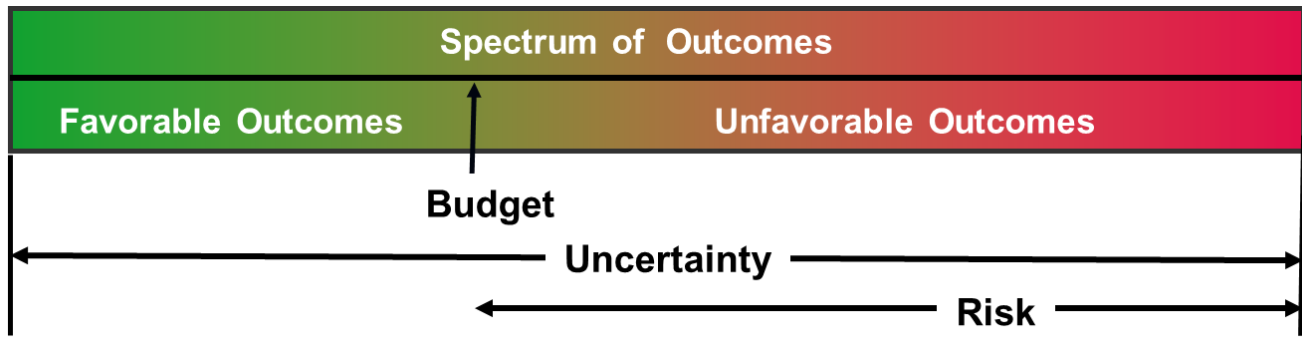 Spectrum of Outcomes
Favorable Outcomes Unfavorable Outcomes
Budget
Uncertainty
Risk